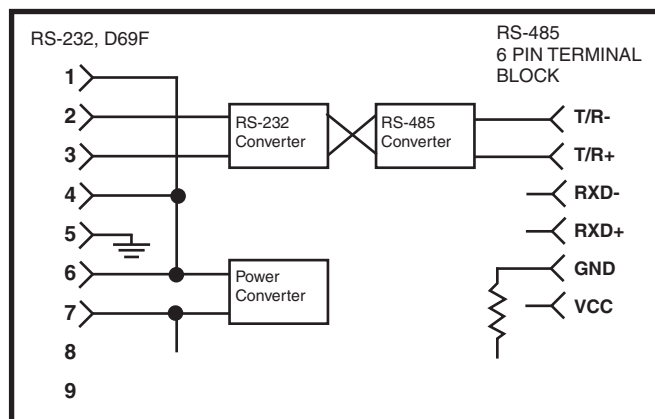 RS-232, D69F
1
2
3
4
5
6
7
8
9
RS-232
Converter
RS-485
Converter
Power
Converter
RS-485
6 PIN TERMINAL
BLOCK
T/R-
T/R+
RXD-
RXD+
GND
VCC